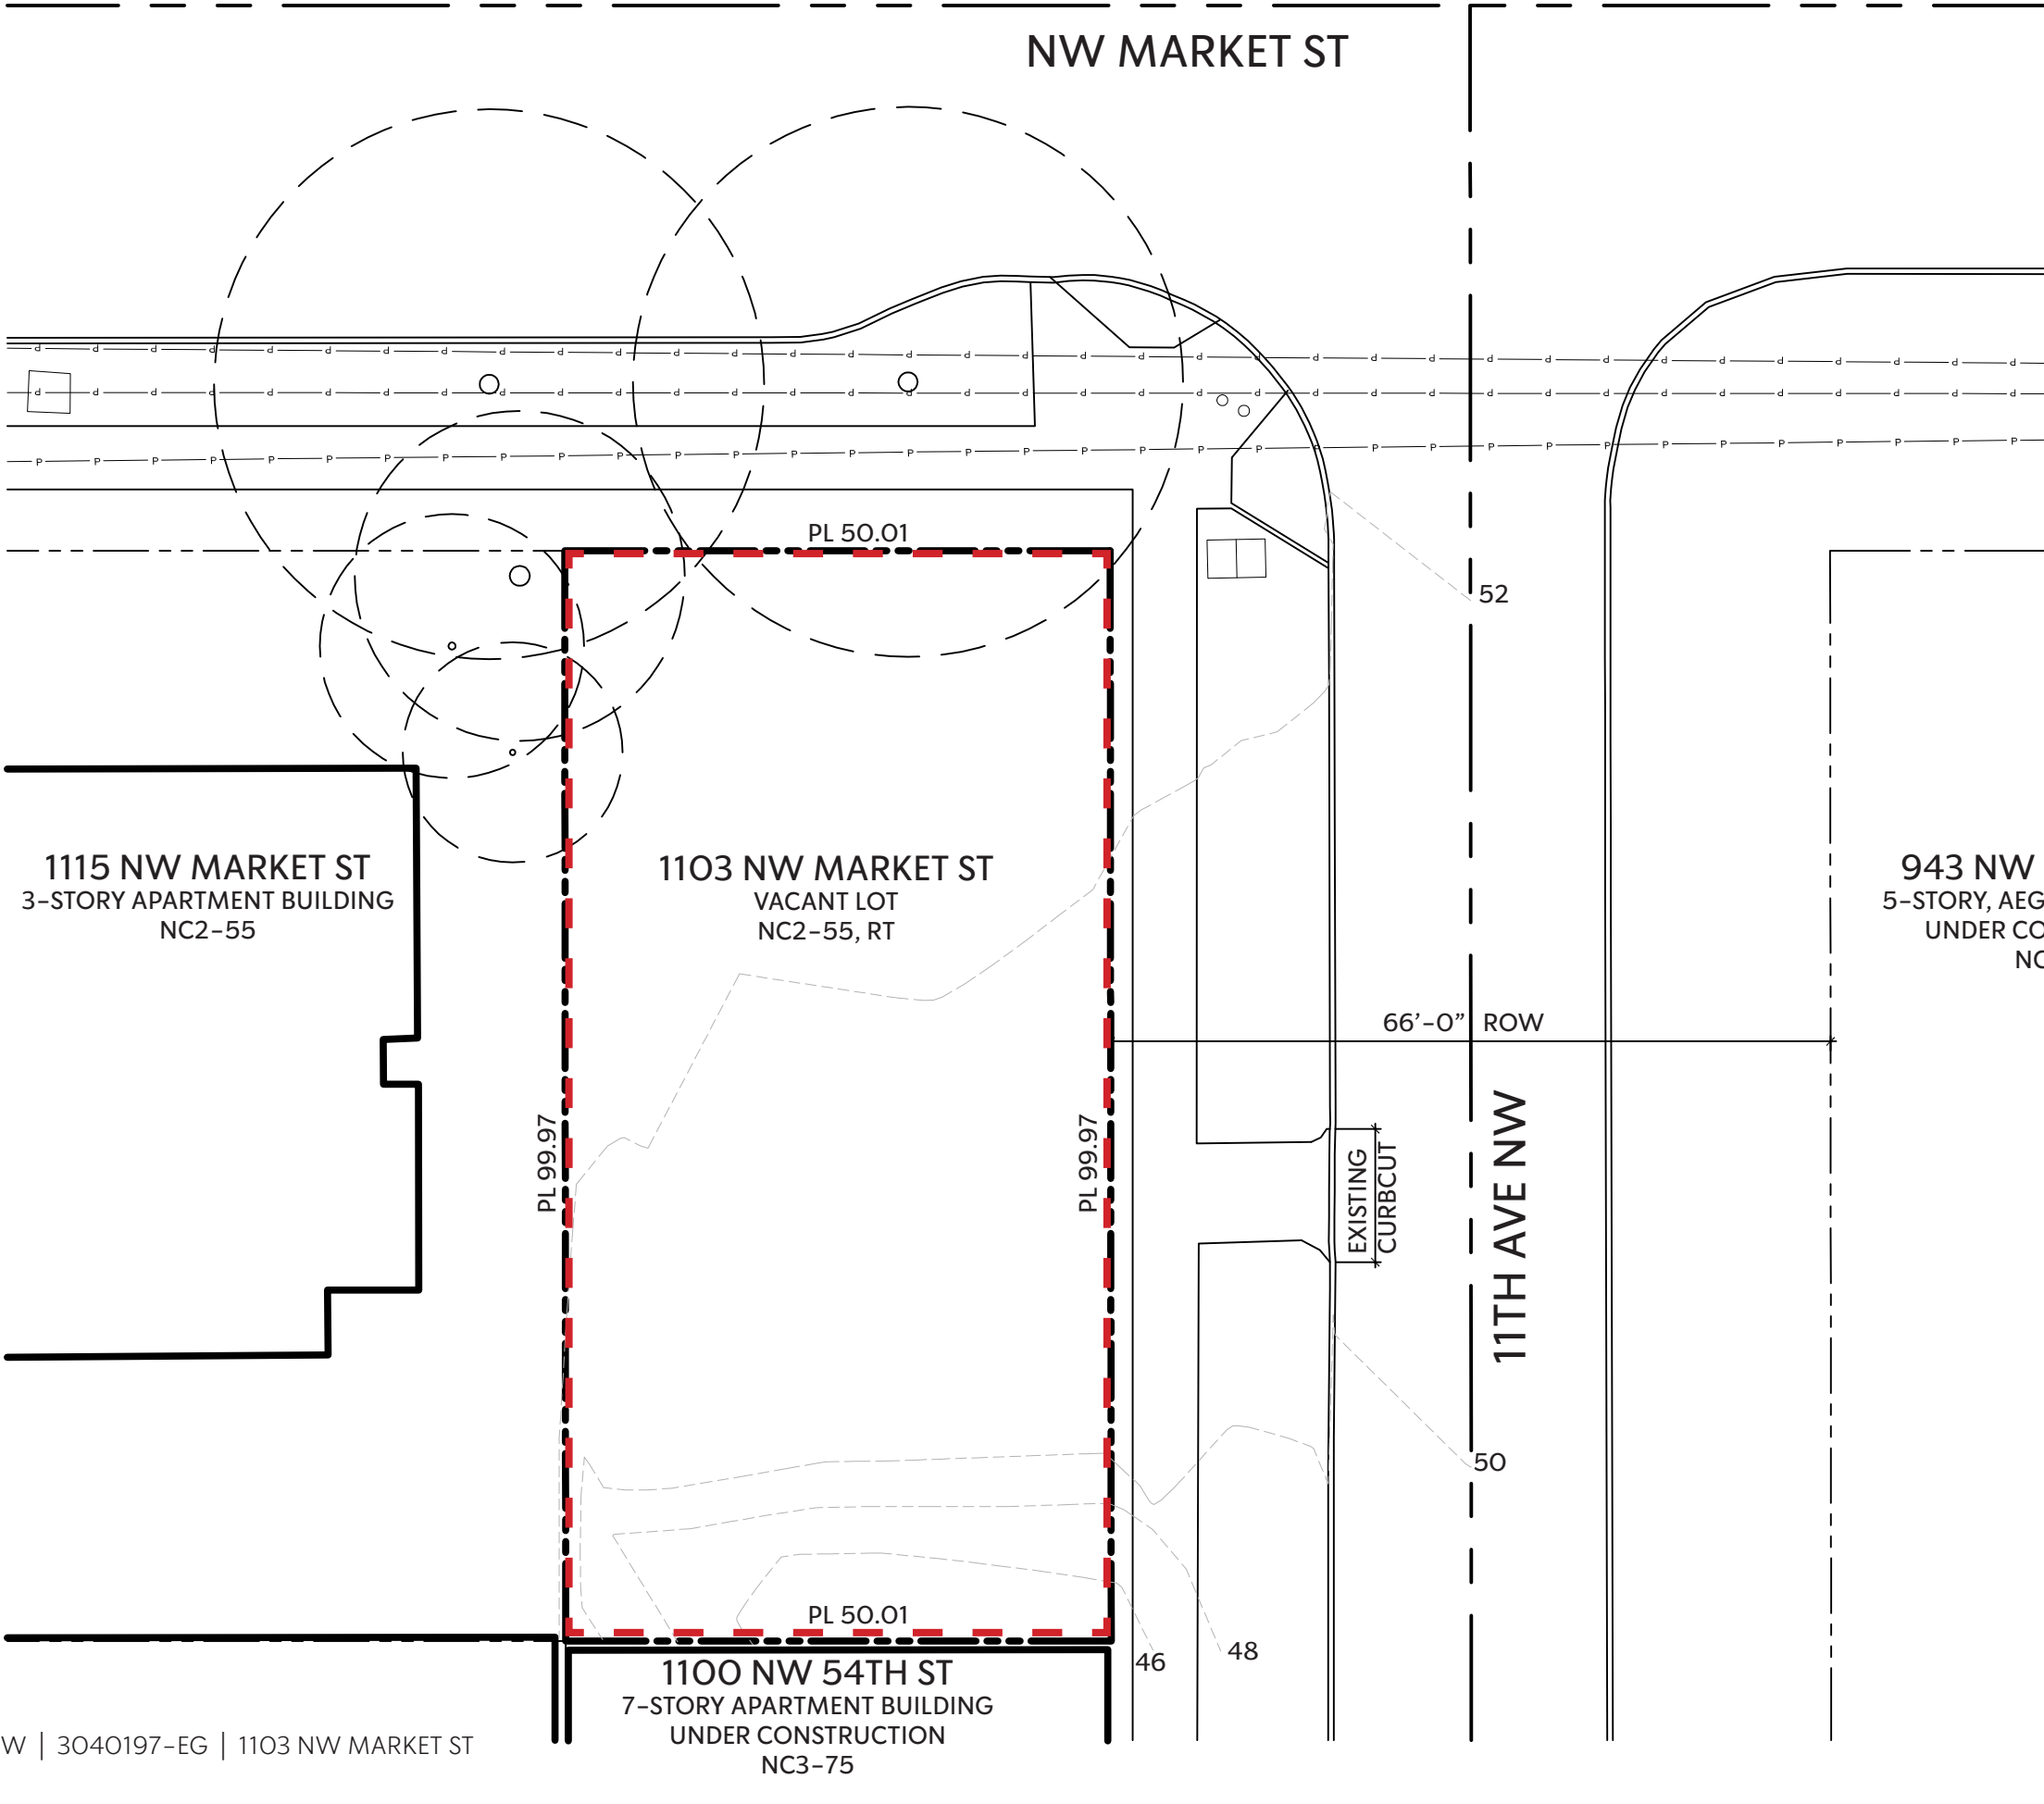 NW MARKET ST
PL 50.01
52
1115 NW MARKET ST
3-STORY APARTMENT BUILDING
NC2-55
1103 NW MARKET ST
VACANT LOT
NC2-55, RT
943 NW
5-STORY, AEG
UNDER CO
NC
66'-0" ROW
PL 99.97
PL 99.97
EXISTING
CURBCUT
11TH AVE NW
50
PL 50.01
46
48
1100 NW 54TH ST
7-STORY APARTMENT BUILDING
UNDER CONSTRUCTION
NC3-75
W | 3040197-EG | 1103 NW MARKET ST